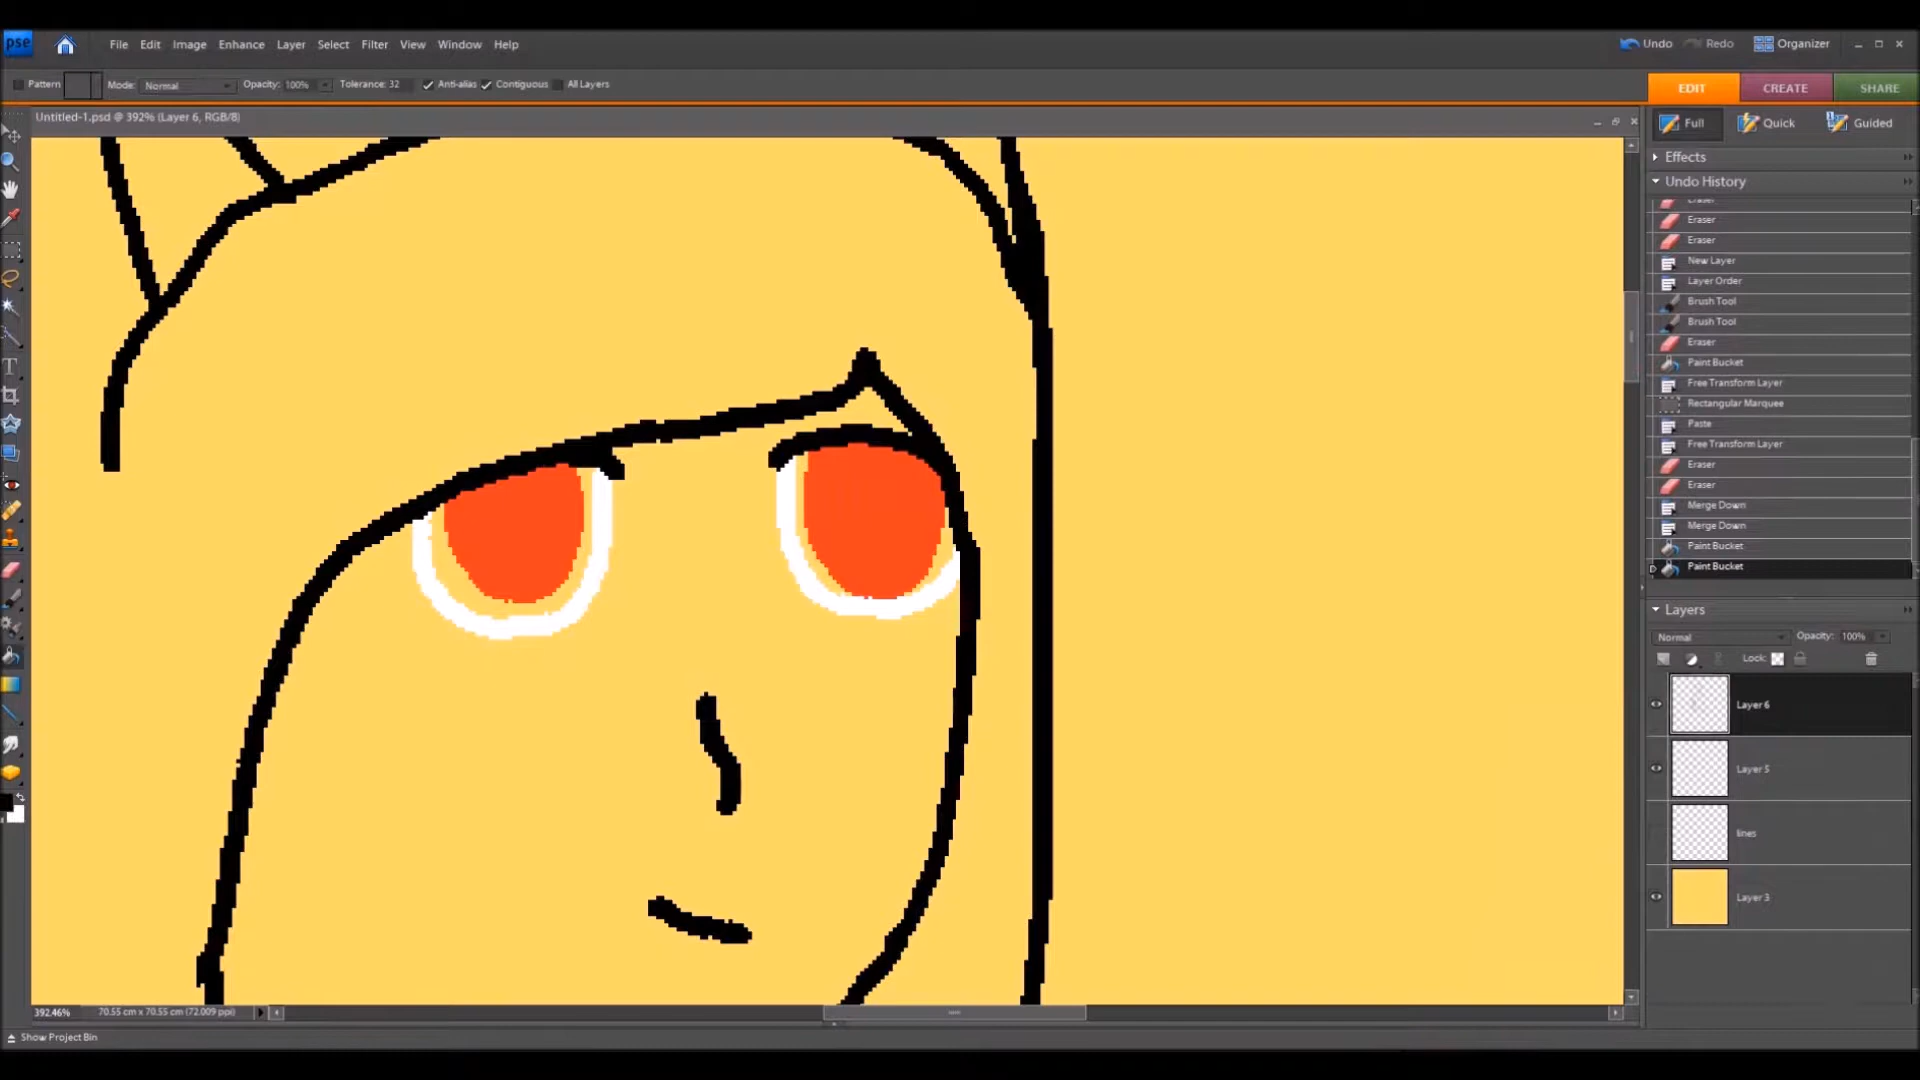 pse File Edit Image Enhance Layer Select Filter View Window Help Undo Redo Organizer
Pattern Mode: Normal Opacity: 100% Tolerance: 32 Anti-alias Contiguous All Layers EDIT CREATE SHARE
Untitled-1.psd @ 392% (Layer 6, RGB/8)
Full Quick Guided
Effects
Undo History
Eraser
Eraser
Eraser
New Layer
Layer Order
Brush Tool
Brush Tool
Eraser
Paint Bucket
Free Transform Layer
Rectangular Marquee
Paste
Free Transform Layer
Eraser
Eraser
Merge Down
Merge Down
Paint Bucket
Paint Bucket
Layers
Normal Opacity: 100%
Lock:
Layer 6
Layer 5
lines
Layer 3
392.46% 70.55 cm x 70.55 cm (72.009 ppi)
Show Project Bin